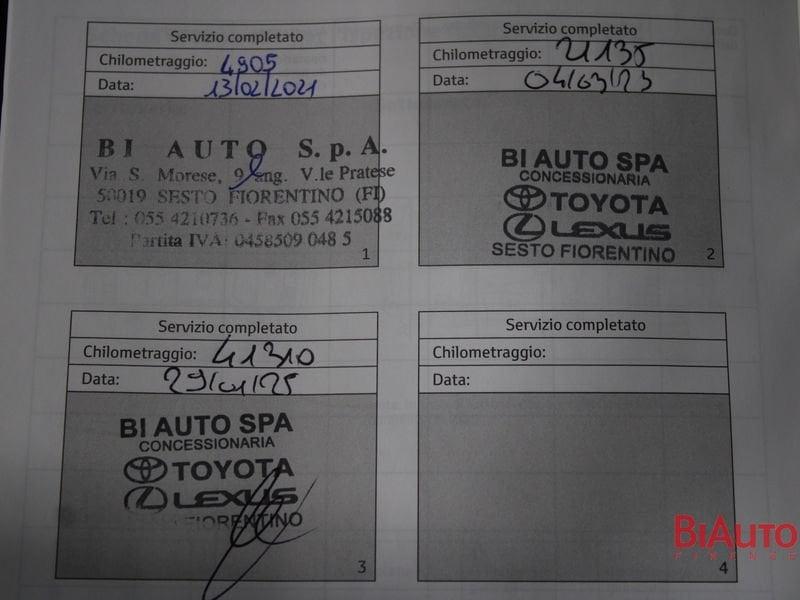 Servizio completato
Chilometraggio: 4905
Data: 13/02/2021
BI AUTO S.p.A.
Via S. Morese, 9 ang. V.le Pratese
50019 SESTO FIORENTINO (FI)
Tel : 055 4210736 - Fax 055 4215088
Partita IVA: 0458509 048 5
1
Servizio completato
Chilometraggio: 21135
Data: 04/03/23
BI AUTO SPA
CONCESSIONARIA
TOYOTA
LEXUS
SESTO FIORENTINO
2
Servizio completato
Chilometraggio: 41310
Data: 29/01/25
BI AUTO SPA
CONCESSIONARIA
TOYOTA
LEXUS
FIORENTINO
3
Servizio completato
Chilometraggio:
Data:
4
BIAUTO
FIRENZE